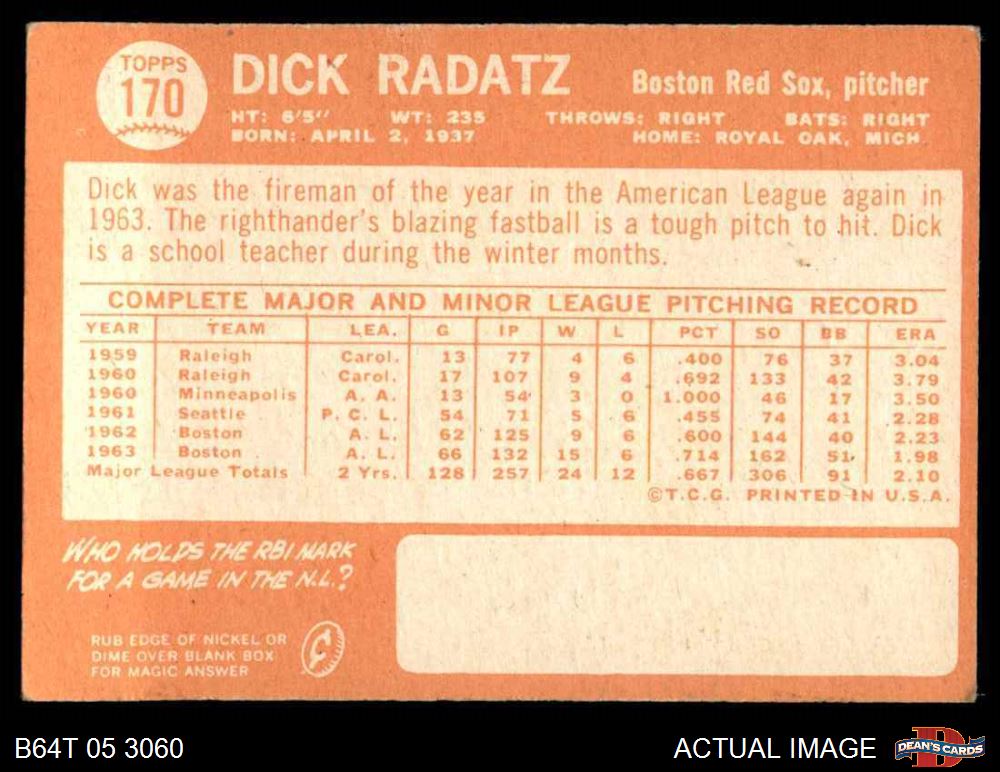 TOPPS
170
DICK RADATZ
Boston Red Sox, pitcher
HT: 6'5" WT: 235 THROWS: RIGHT BATS: RIGHT
BORN: APRIL 2, 1937 HOME: ROYAL OAK, MICH.
Dick was the fireman of the year in the American League again in
1963. The righthander's blazing fastball is a tough pitch to hit. Dick
is a school teacher during the winter months.
COMPLETE MAJOR AND MINOR LEAGUE PITCHING RECORD
YEAR TEAM LEA. G IP W L PCT SO BB ERA
1959 Raleigh Carol. 13 77 4 6 .400 76 37 3.04
1960 Raleigh Carol. 17 107 9 4 .692 133 42 3.79
1960 Minneapolis A. A. 13 54 3 0 1.000 46 17 3.50
1961 Seattle P. C. L. 54 71 5 6 .455 74 41 2.28
1962 Boston A. L. 62 125 9 6 .600 144 40 2.23
1963 Boston A. L. 66 132 15 6 .714 162 51 1.98
Major League Totals 2 Yrs. 128 257 24 12 .667 306 91 2.10
©T.C.G. PRINTED IN U.S.A.
WHO HOLDS THE RBI MARK
FOR A GAME IN THE N.L.?
RUB EDGE OF NICKEL OR
DIME OVER BLANK BOX
FOR MAGIC ANSWER
B64T 05 3060
ACTUAL IMAGE
DEAN'S CARDS